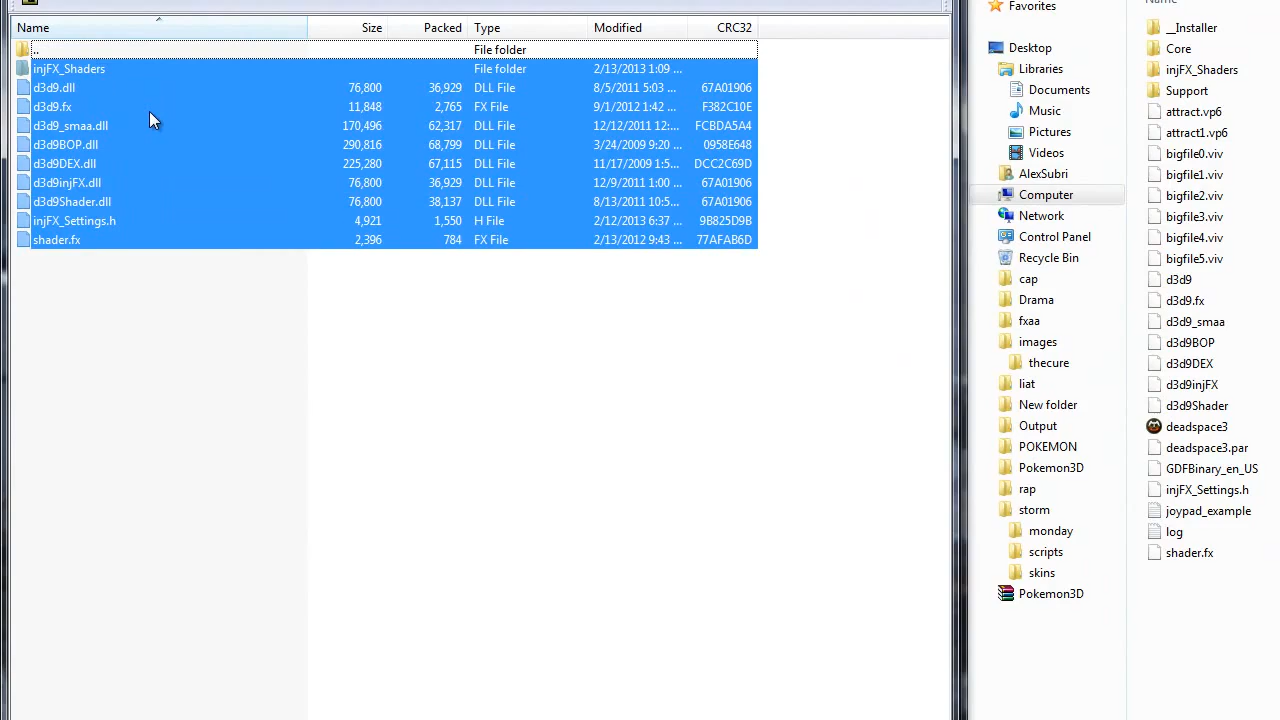 Name Size Packed Type Modified CRC32
.. File folder
injFX_Shaders File folder 2/13/2013 1:09 ...
d3d9.dll 76,800 36,929 DLL File 8/5/2011 5:03 ... 67A01906
d3d9.fx 11,848 2,765 FX File 9/1/2012 1:42 ... F382C10E
d3d9_smaa.dll 170,496 62,317 DLL File 12/12/2011 12:... FCBDA5A4
d3d9BOP.dll 290,816 68,799 DLL File 3/24/2009 9:20 ... 0958E648
d3d9DEX.dll 225,280 67,115 DLL File 11/17/2009 1:5... DCC2C69D
d3d9injFX.dll 76,800 36,929 DLL File 12/9/2011 1:00 ... 67A01906
d3d9Shader.dll 76,800 38,137 DLL File 8/13/2011 10:5... 67A01906
injFX_Settings.h 4,921 1,550 H File 2/12/2013 6:37 ... 9B825D9B
shader.fx 2,396 784 FX File 2/13/2012 9:43 ... 77AFAB6D
Favorites
Desktop
Libraries
Documents
Music
Pictures
Videos
AlexSubri
Computer
Network
Control Panel
Recycle Bin
cap
Drama
fxaa
images
thecure
liat
New folder
Output
POKEMON
Pokemon3D
rap
storm
monday
scripts
skins
Pokemon3D
Name
__Installer
Core
injFX_Shaders
Support
attract.vp6
attract1.vp6
bigfile0.viv
bigfile1.viv
bigfile2.viv
bigfile3.viv
bigfile4.viv
bigfile5.viv
d3d9
d3d9.fx
d3d9_smaa
d3d9BOP
d3d9DEX
d3d9injFX
d3d9Shader
deadspace3
deadspace3.par
GDFBinary_en_US
injFX_Settings.h
joypad_example
log
shader.fx